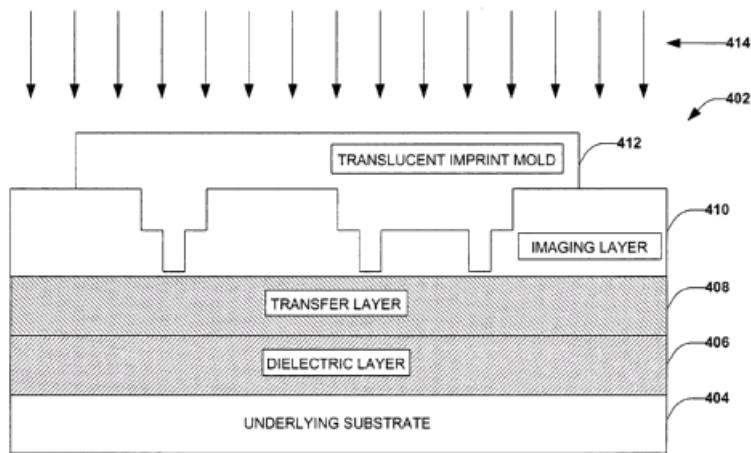 414
402
TRANSLUCENT IMPRINT MOLD
412
410
IMAGING LAYER
408
TRANSFER LAYER
406
DIELECTRIC LAYER
404
UNDERLYING SUBSTRATE